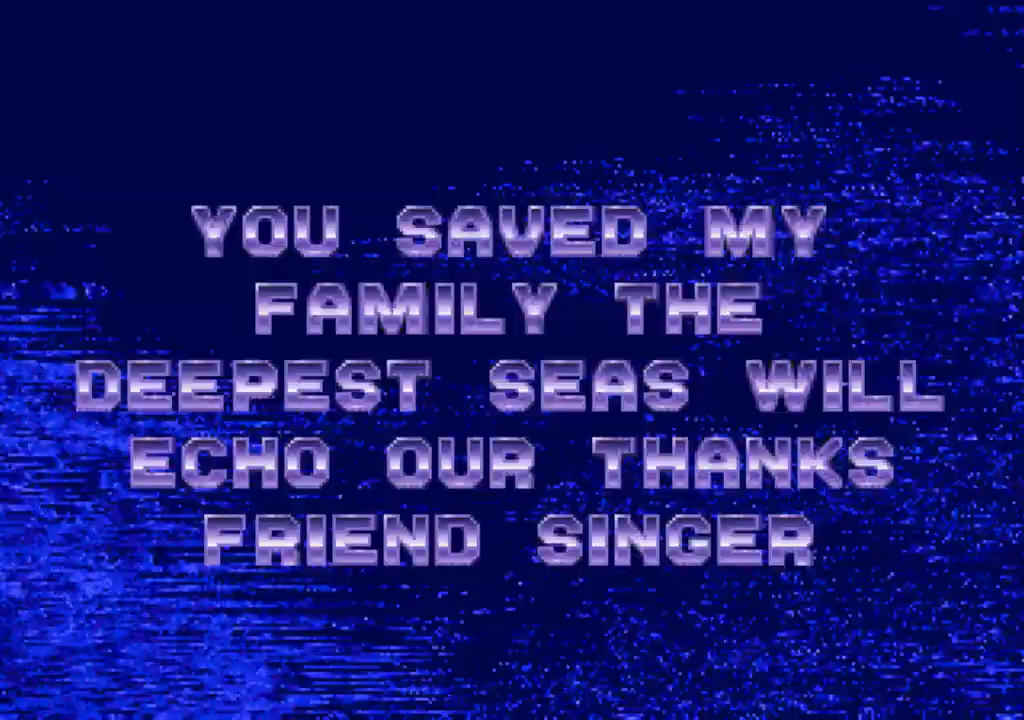 YOU SAVED MY
FAMILY THE
DEEPEST SEAS WILL
ECHO OUR THANKS
FRIEND SINGER